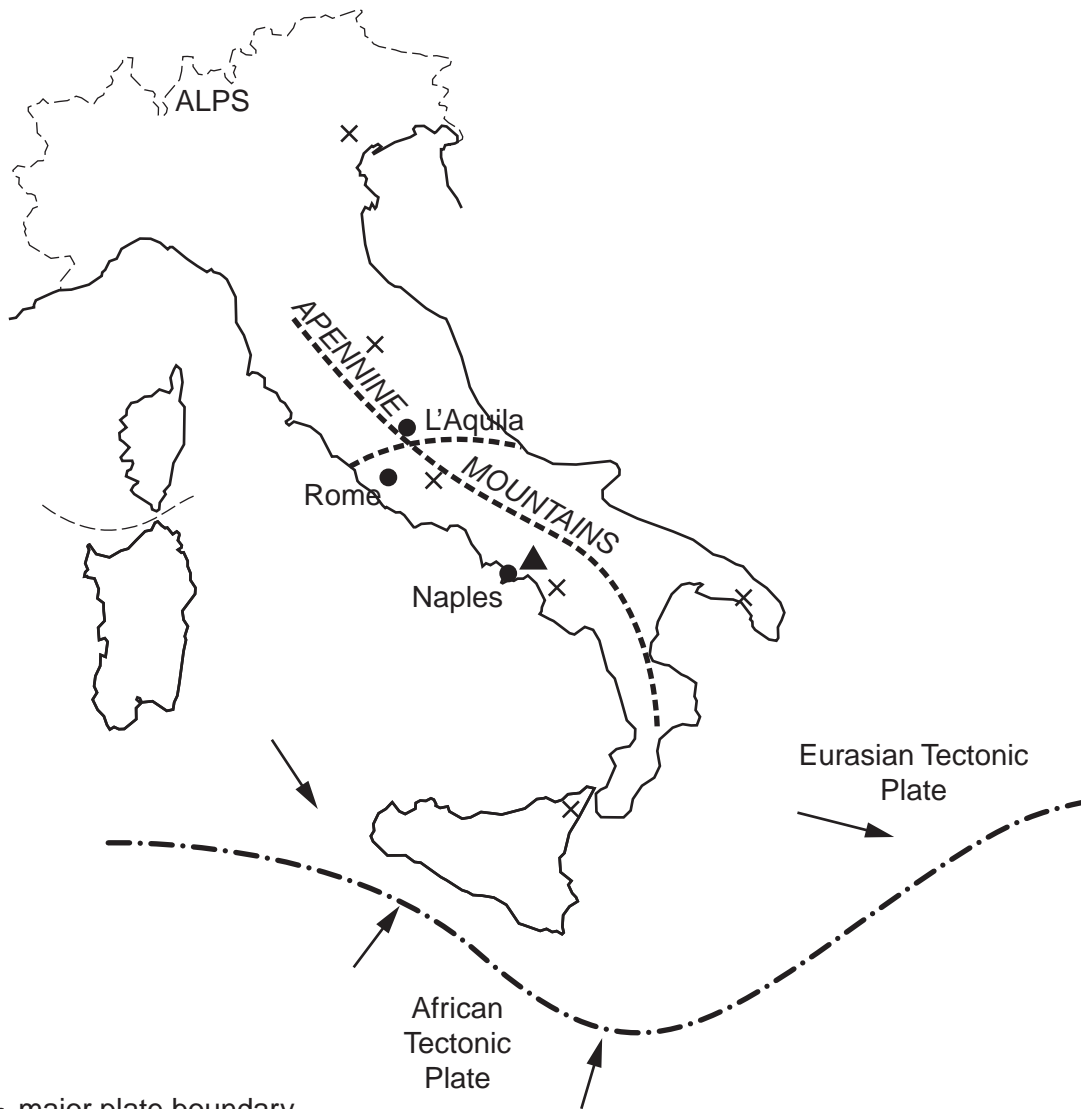 ALPS
APENNINE
L’Aquila
MOUNTAINS
Rome
Naples
Eurasian Tectonic
Plate
African
Tectonic
Plate
major plate boundary